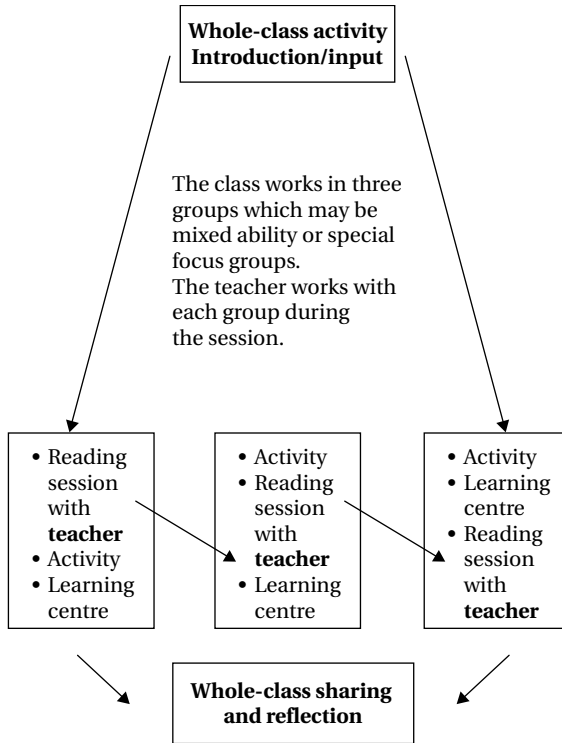 Whole-class activity
Introduction/input
The class works in three
groups which may be
mixed ability or special
focus groups.
The teacher works with
each group during
the session.
• Reading
session
with
teacher
• Activity
• Learning
centre
• Activity
• Reading
session
with
teacher
• Learning
centre
• Activity
• Learning
centre
• Reading
session
with
teacher
Whole-class sharing
and reflection